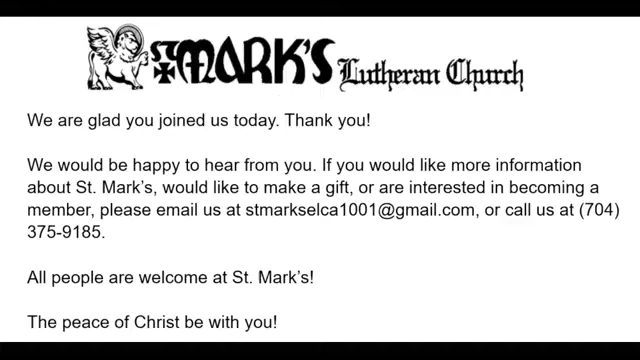 St MARK'S Lutheran Church
We are glad you joined us today. Thank you!
We would be happy to hear from you. If you would like more information
about St. Mark's, would like to make a gift, or are interested in becoming a
member, please email us at stmarkselca1001@gmail.com, or call us at (704)
375-9185.
All people are welcome at St. Mark's!
The peace of Christ be with you!